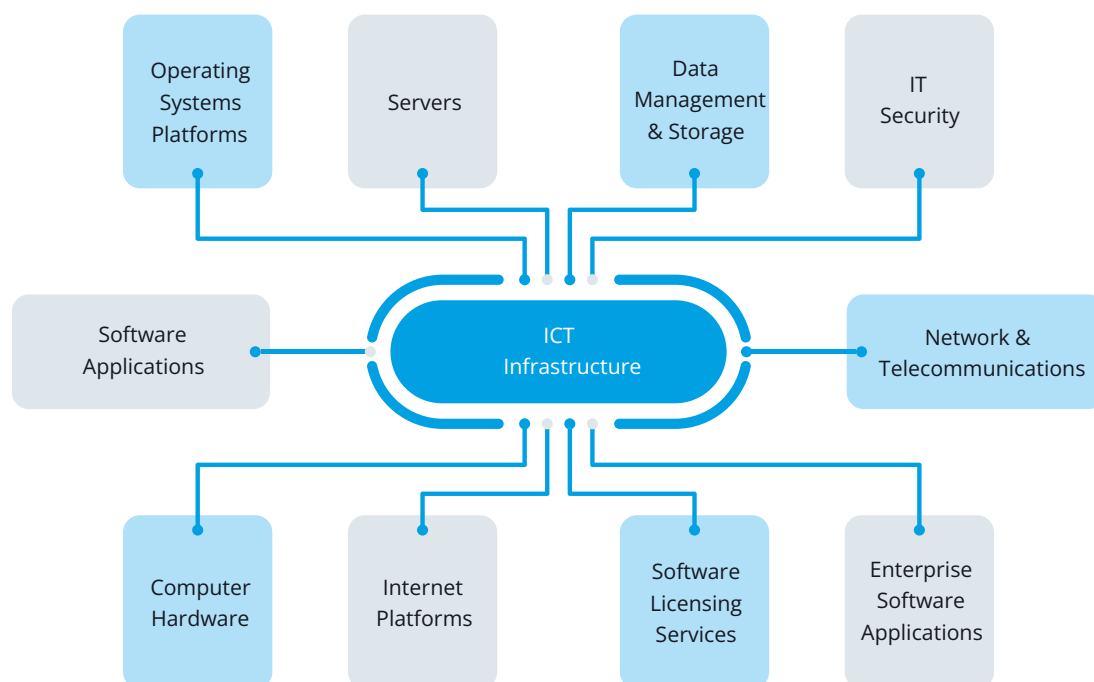 Operating
Systems
Platforms
Servers
Data
Management
& Storage
IT
Security
Software
Applications
ICT
Infrastructure
Network &
Telecommunications
Computer
Hardware
Internet
Platforms
Software
Licensing
Services
Enterprise
Software
Applications